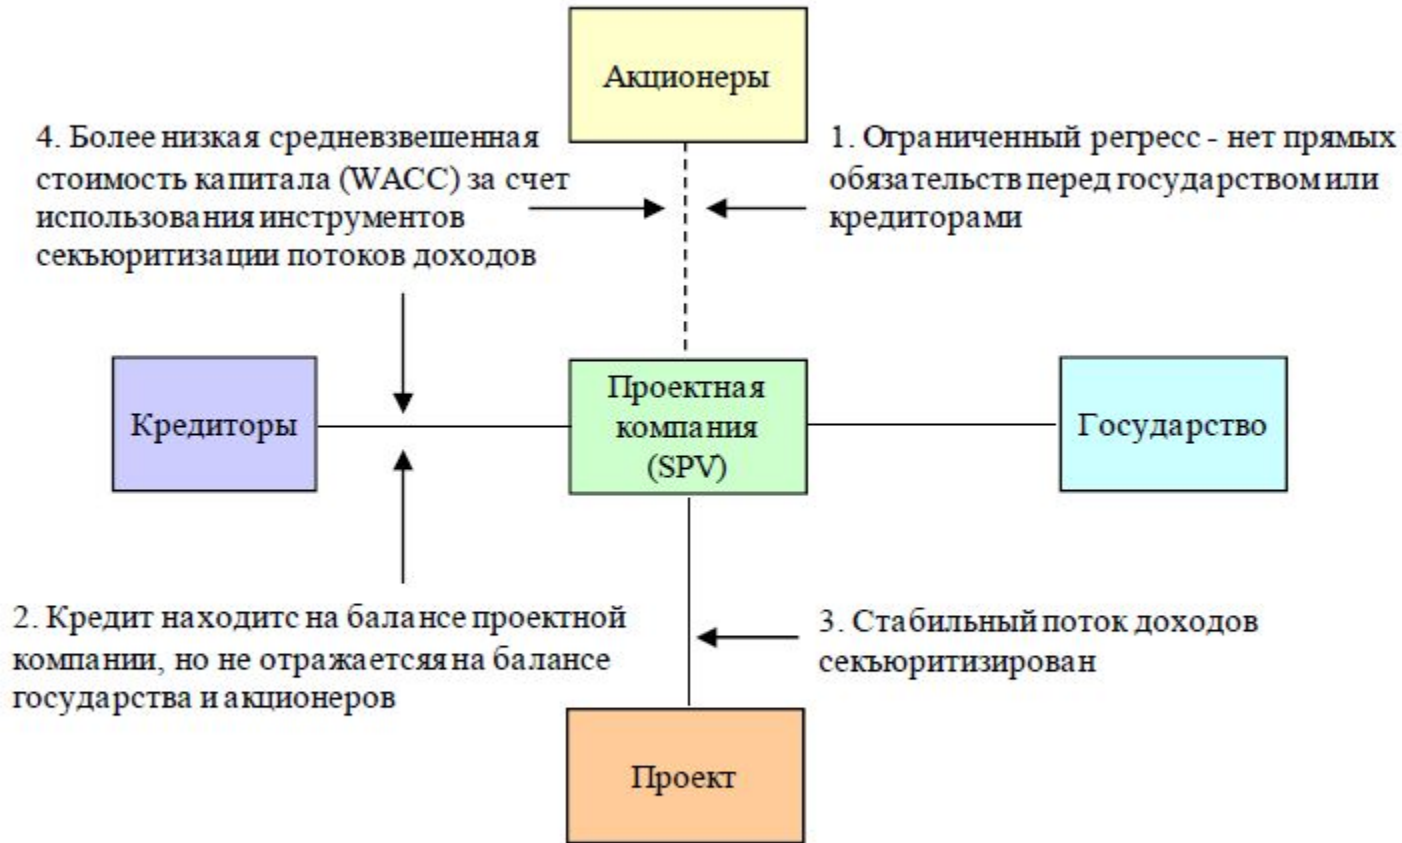 Акционеры
4. Более низкая средневзвешенная
стоимость капитала (WACC) за счет
использования инструментов
секъюритизации потоков доходов
1. Ограниченный регресс - нет прямых
обязательств перед государством или
кредиторами
Кредиторы
Проектная
компания
(SPV)
Государство
2. Кредит находитс на балансе проектной
компании, но не отражаетсяяна балансе
государства и акционеров
3. Стабильный поток доходов
секъюритизирован
Проект